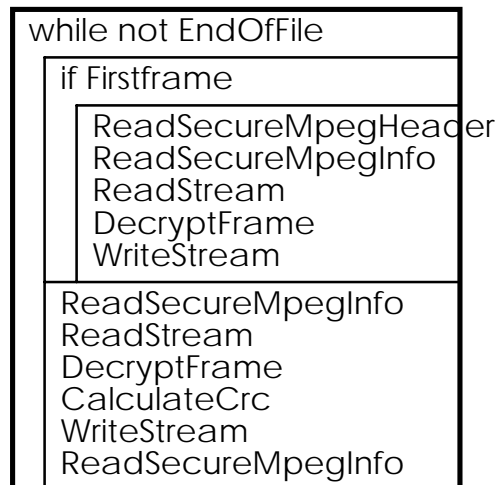 while not EndOfFile
if Firstframe
ReadSecureMpegHeader
ReadSecureMpegInfo
ReadStream
DecryptFrame
WriteStream
ReadSecureMpegInfo
ReadStream
DecryptFrame
CalculateCrc
WriteStream
ReadSecureMpegInfo